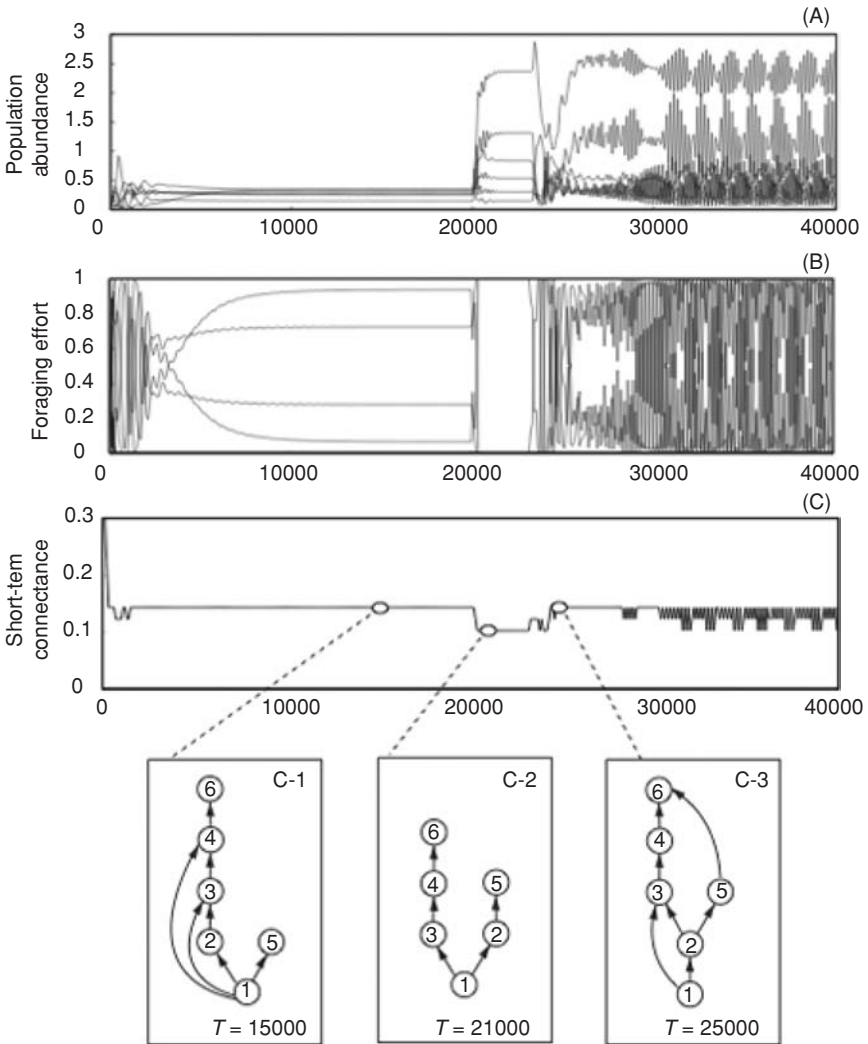 (A)
Population
abundance
3
2.5
2
1.5
1
0.5
0
0 10000 20000 30000 40000
(B)
Foraging effort
1
0.8
0.6
0.4
0.2
0
0 10000 20000 30000 40000
(C)
Short-tem
connectance
0.3
0.2
0.1
0
0 10000 20000 30000 40000
C-1
6
4
3
2 5
1
T = 15000
C-2
6
4 5
3 2
1
T = 21000
C-3
6
4
3 5
2
1
T = 25000